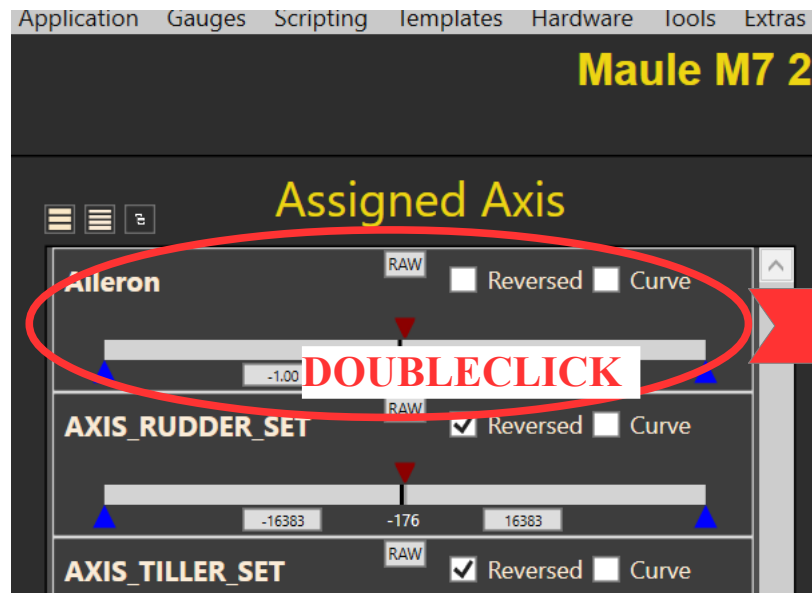 Application Gauges Scripting Templates Hardware Tools Extras
Maule M7 2
Assigned Axis
Aileron RAW Reversed Curve
-1.00 DOUBLECLICK
AXIS_RUDDER_SET RAW Reversed Curve
-16383 -176 16383
AXIS_TILLER_SET RAW Reversed Curve